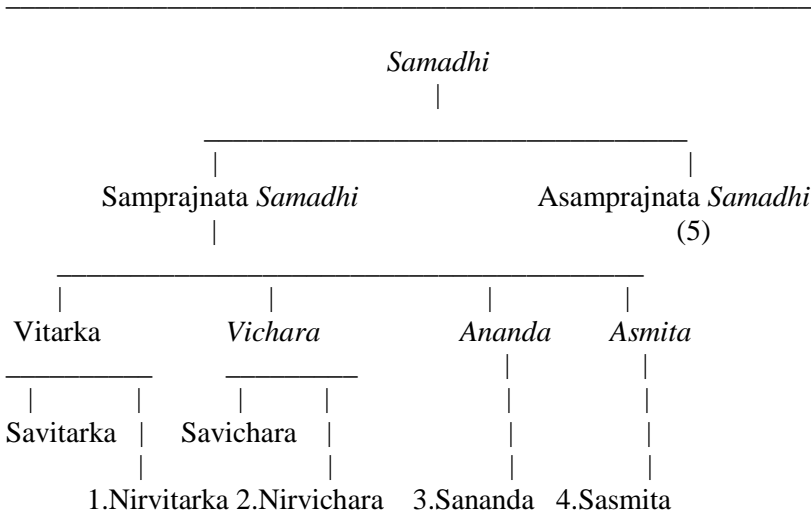 Samadhi
Samprajnata Samadhi Asamprajnata Samadhi
(5)
Vitarka Vichara Ananda Asmita
Savitarka Savichara
1.Nirvitarka 2.Nirvichara 3.Sananda 4.Sasmita